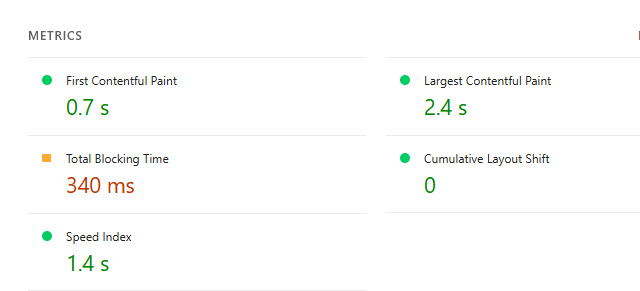 METRICS
First Contentful Paint
0.7 s
Largest Contentful Paint
2.4 s
Total Blocking Time
340 ms
Cumulative Layout Shift
0
Speed Index
1.4 s